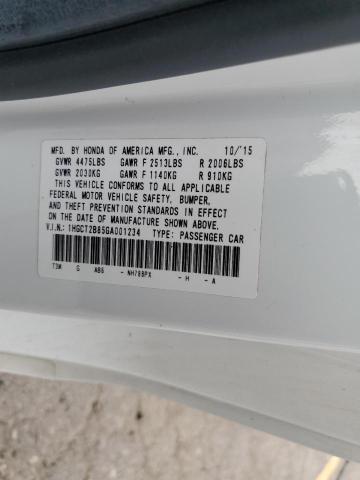 MFD. BY HONDA OF AMERICA MFG., INC. 10/'15
GVWR 4475LBS GAWR F 2513LBS R 2006LBS
GVWR 2030KG GAWR F 1140KG R 910KG
THIS VEHICLE CONFORMS TO ALL APPLICABLE
FEDERAL MOTOR VEHICLE SAFETY, BUMPER,
AND THEFT PREVENTION STANDARDS IN EFFECT
ON THE DATE OF MANUFACTURE SHOWN ABOVE.
V.I.N.: 1HGCT2B85GA001234 TYPE: PASSENGER CAR
T3M G AB6 - NH788PX - H - A